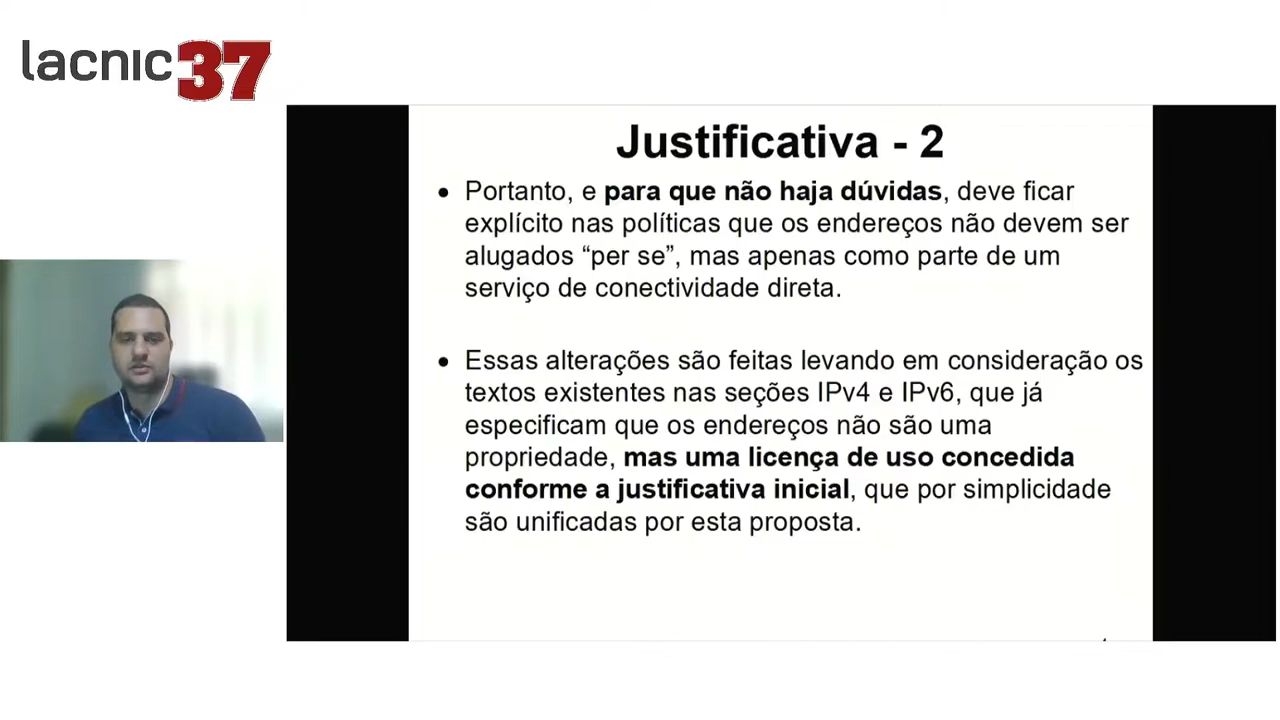 lacnic37
Justificativa - 2
• Portanto, e para que não haja dúvidas, deve ficar
explícito nas políticas que os endereços não devem ser
alugados “per se”, mas apenas como parte de um
serviço de conectividade direta.
• Essas alterações são feitas levando em consideração os
textos existentes nas seções IPv4 e IPv6, que já
especificam que os endereços não são uma
propriedade, mas uma licença de uso concedida
conforme a justificativa inicial, que por simplicidade
são unificadas por esta proposta.